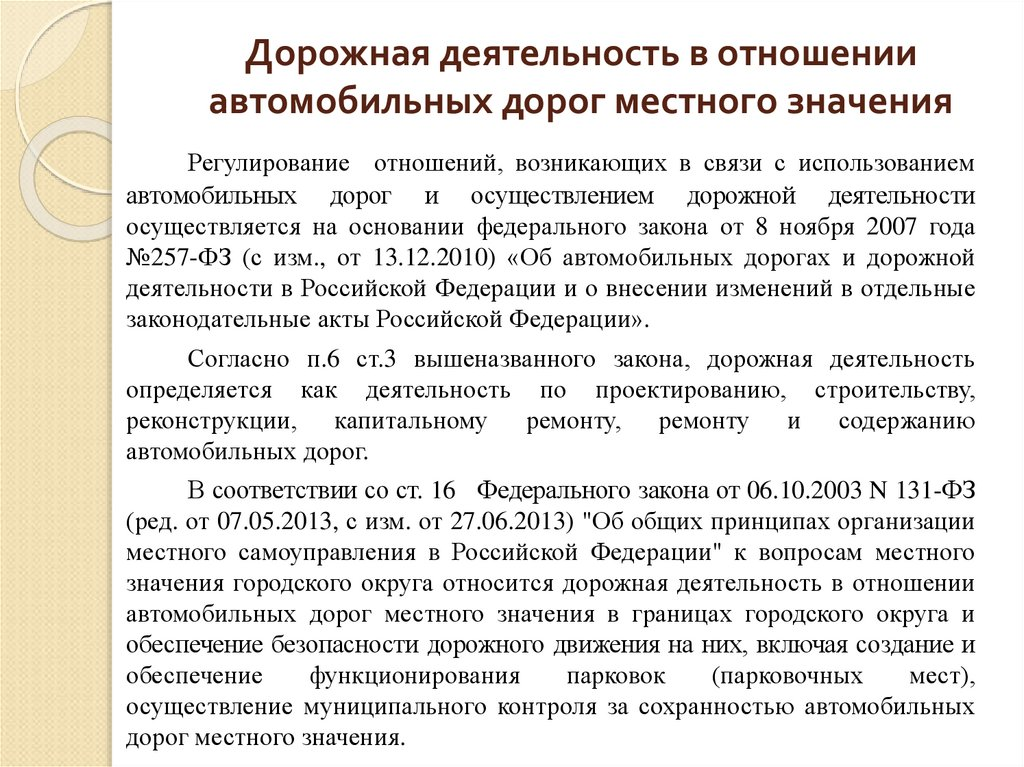 Дорожная деятельность в отношении
автомобильных дорог местного значения
Регулирование отношений, возникающих в связи с использованием
автомобильных дорог и осуществлением дорожной деятельности
осуществляется на основании федерального закона от 8 ноября 2007 года
№257-ФЗ (с изм., от 13.12.2010) «Об автомобильных дорогах и дорожной
деятельности в Российской Федерации и о внесении изменений в отдельные
законодательные акты Российской Федерации».
Согласно п.6 ст.3 вышеназванного закона, дорожная деятельность
определяется как деятельность по проектированию, строительству,
реконструкции, капитальному ремонту, ремонту и содержанию
автомобильных дорог.
В соответствии со ст. 16 Федерального закона от 06.10.2003 N 131-ФЗ
(ред. от 07.05.2013, с изм. от 27.06.2013) "Об общих принципах организации
местного самоуправления в Российской Федерации" к вопросам местного
значения городского округа относится дорожная деятельность в отношении
автомобильных дорог местного значения в границах городского округа и
обеспечение безопасности дорожного движения на них, включая создание и
обеспечение функционирования парковок (парковочных мест),
осуществление муниципального контроля за сохранностью автомобильных
дорог местного значения.